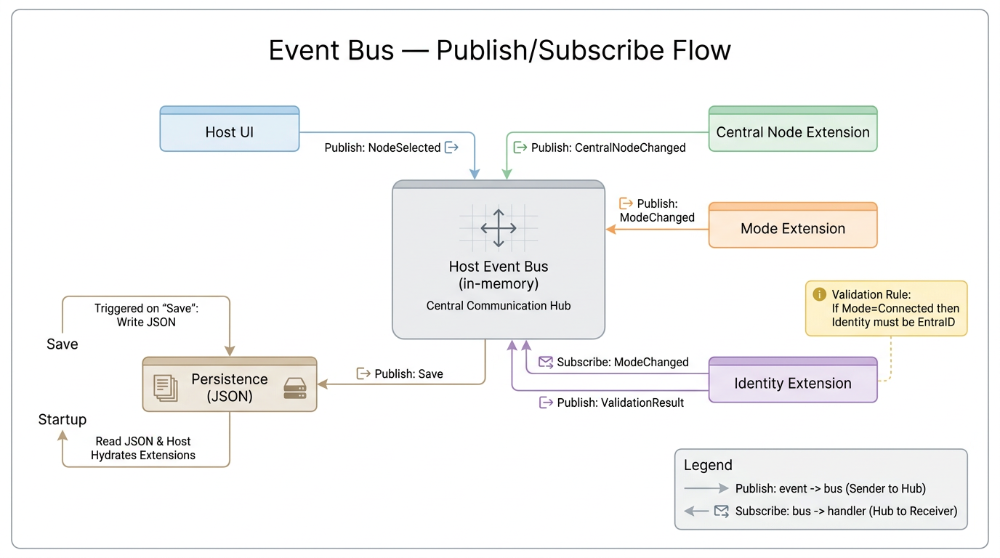 Event Bus — Publish/Subscribe Flow
Host UI
Central Node Extension
Publish: NodeSelected
Publish: CentralNodeChanged
Publish:
ModeChanged
Mode Extension
Host Event Bus
(in-memory)
Central Communication Hub
Validation Rule:
If Mode=Connected then
Identity must be EntraID
Triggered on “Save”:
Write JSON
Save
Persistence
(JSON)
Publish: Save
Subscribe: ModeChanged
Identity Extension
Publish: ValidationResult
Startup
Read JSON & Host
Hydrates Extensions
Legend
Publish: event -> bus (Sender to Hub)
Subscribe: bus -> handler (Hub to Receiver)